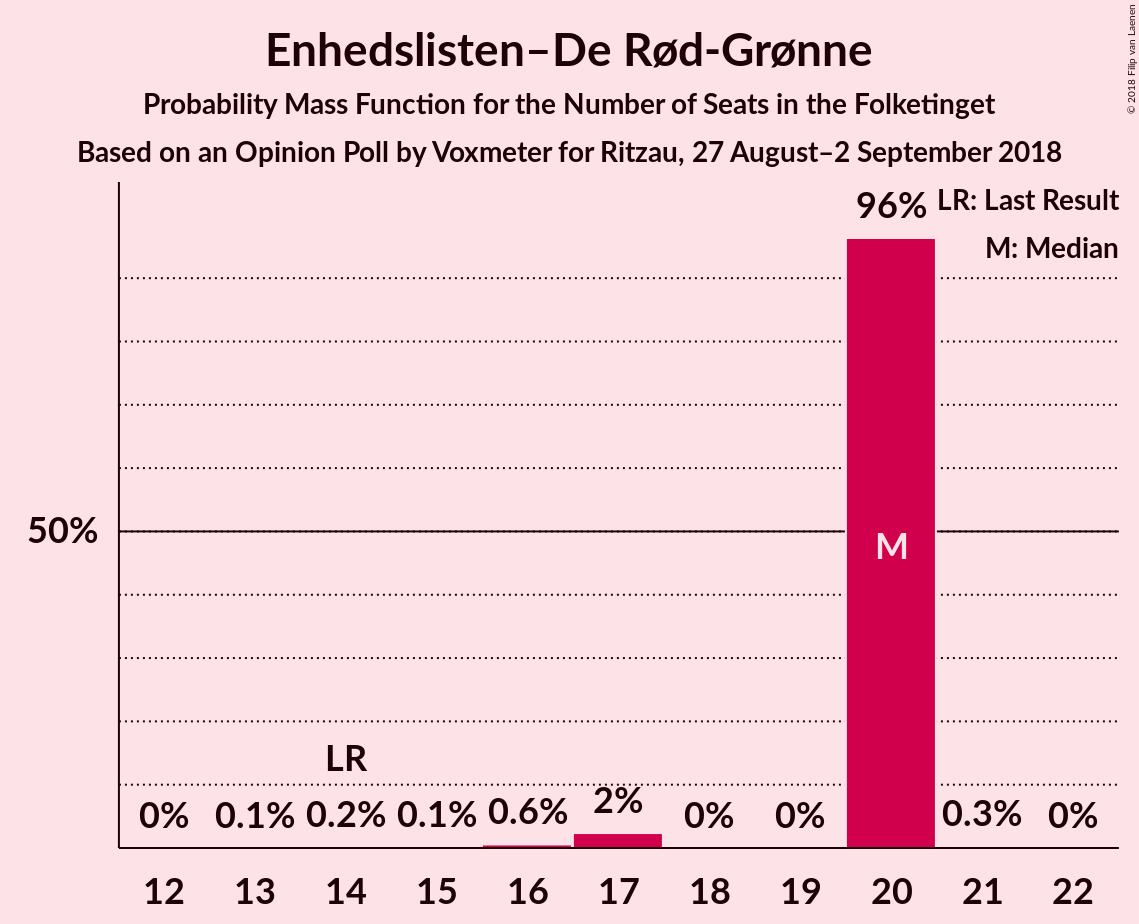 Enhedslisten–De Rød-Grønne
Probability Mass Function for the Number of Seats in the Folketinget
Based on an Opinion Poll by Voxmeter for Ritzau, 27 August–2 September 2018
© 2018 Filip van Laenen
LR: Last Result
M: Median
96%
50%
M
LR
0% 0.1% 0.2% 0.1% 0.6% 2% 0% 0% 0.3% 0%
12 13 14 15 16 17 18 19 20 21 22